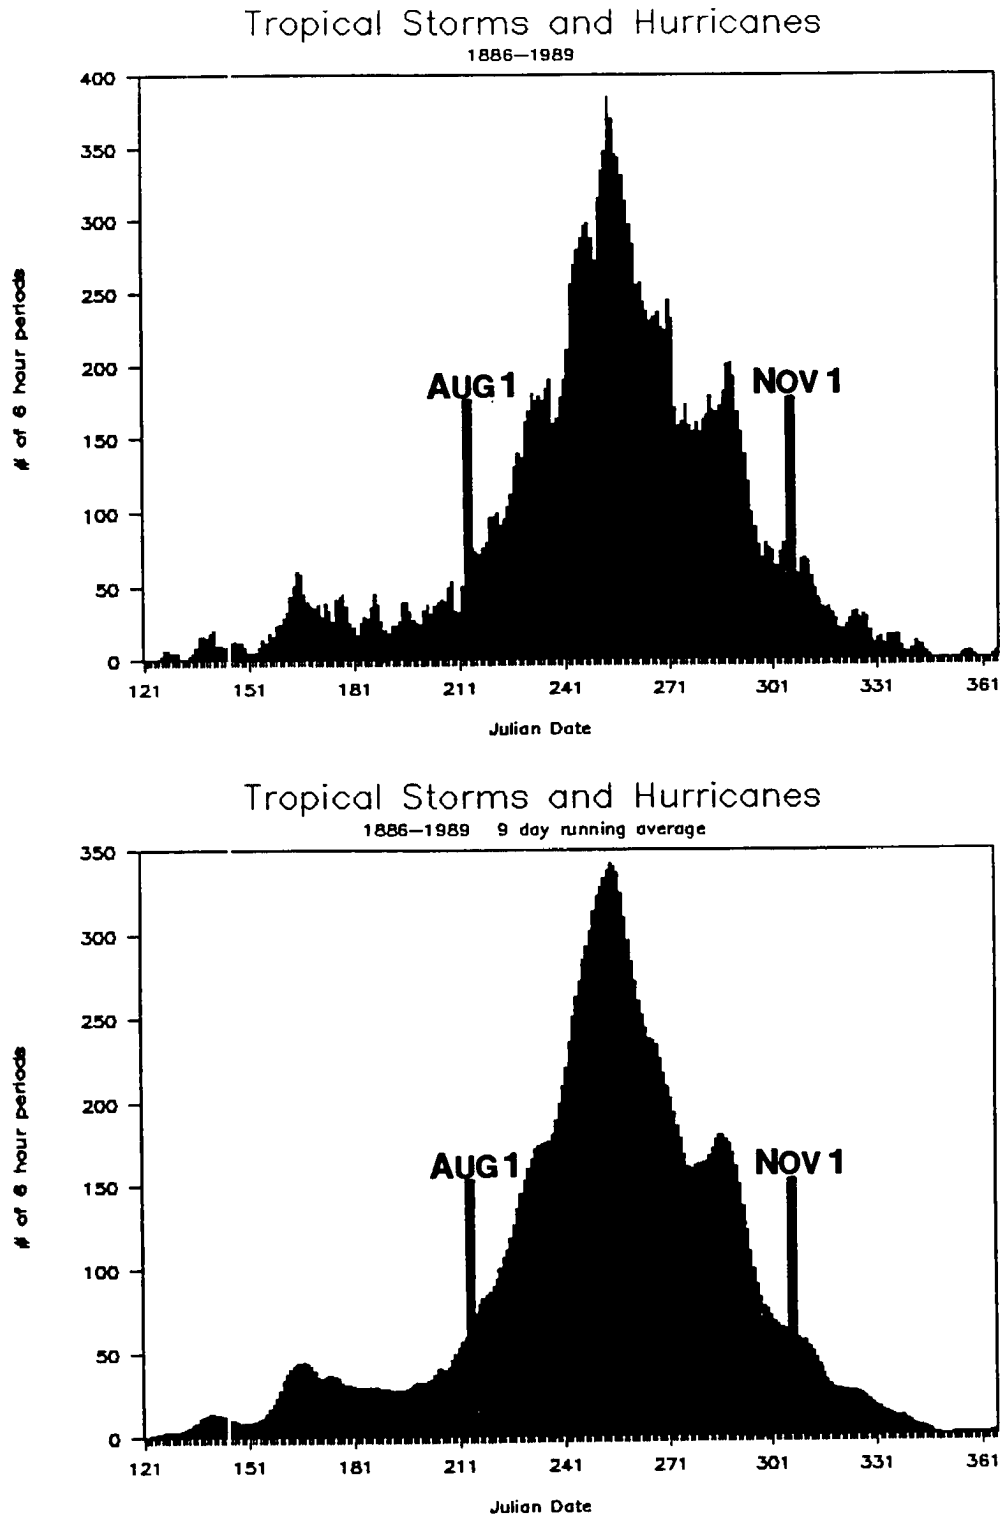 Tropical Storms and Hurricanes
1886—1989
400
350
300
250
200
150
100
50
0
# of 6 hour periods
AUG 1
NOV 1
121 151 181 211 241 271 301 331 361
Julian Date
Tropical Storms and Hurricanes
1886—1989 9 day running average
350
300
250
200
150
100
50
0
# of 6 hour periods
AUG 1
NOV 1
121 151 181 211 241 271 301 331 361
Julian Date